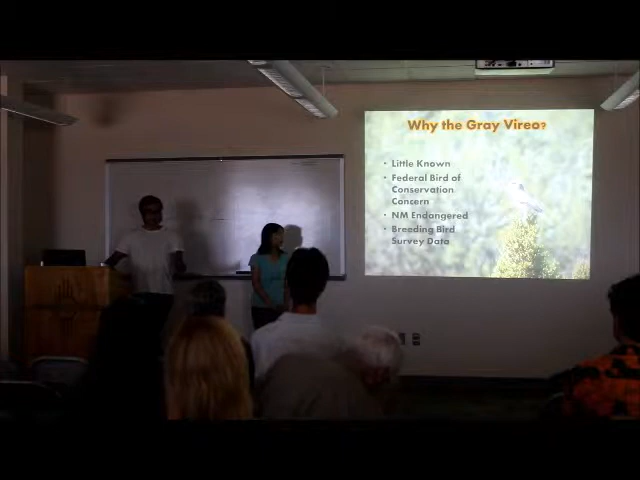 Why the Gray Vireo?
• Little Known
• Federal Bird of
Conservation
Concern
• NM Endangered
• Breeding Bird
Survey Data